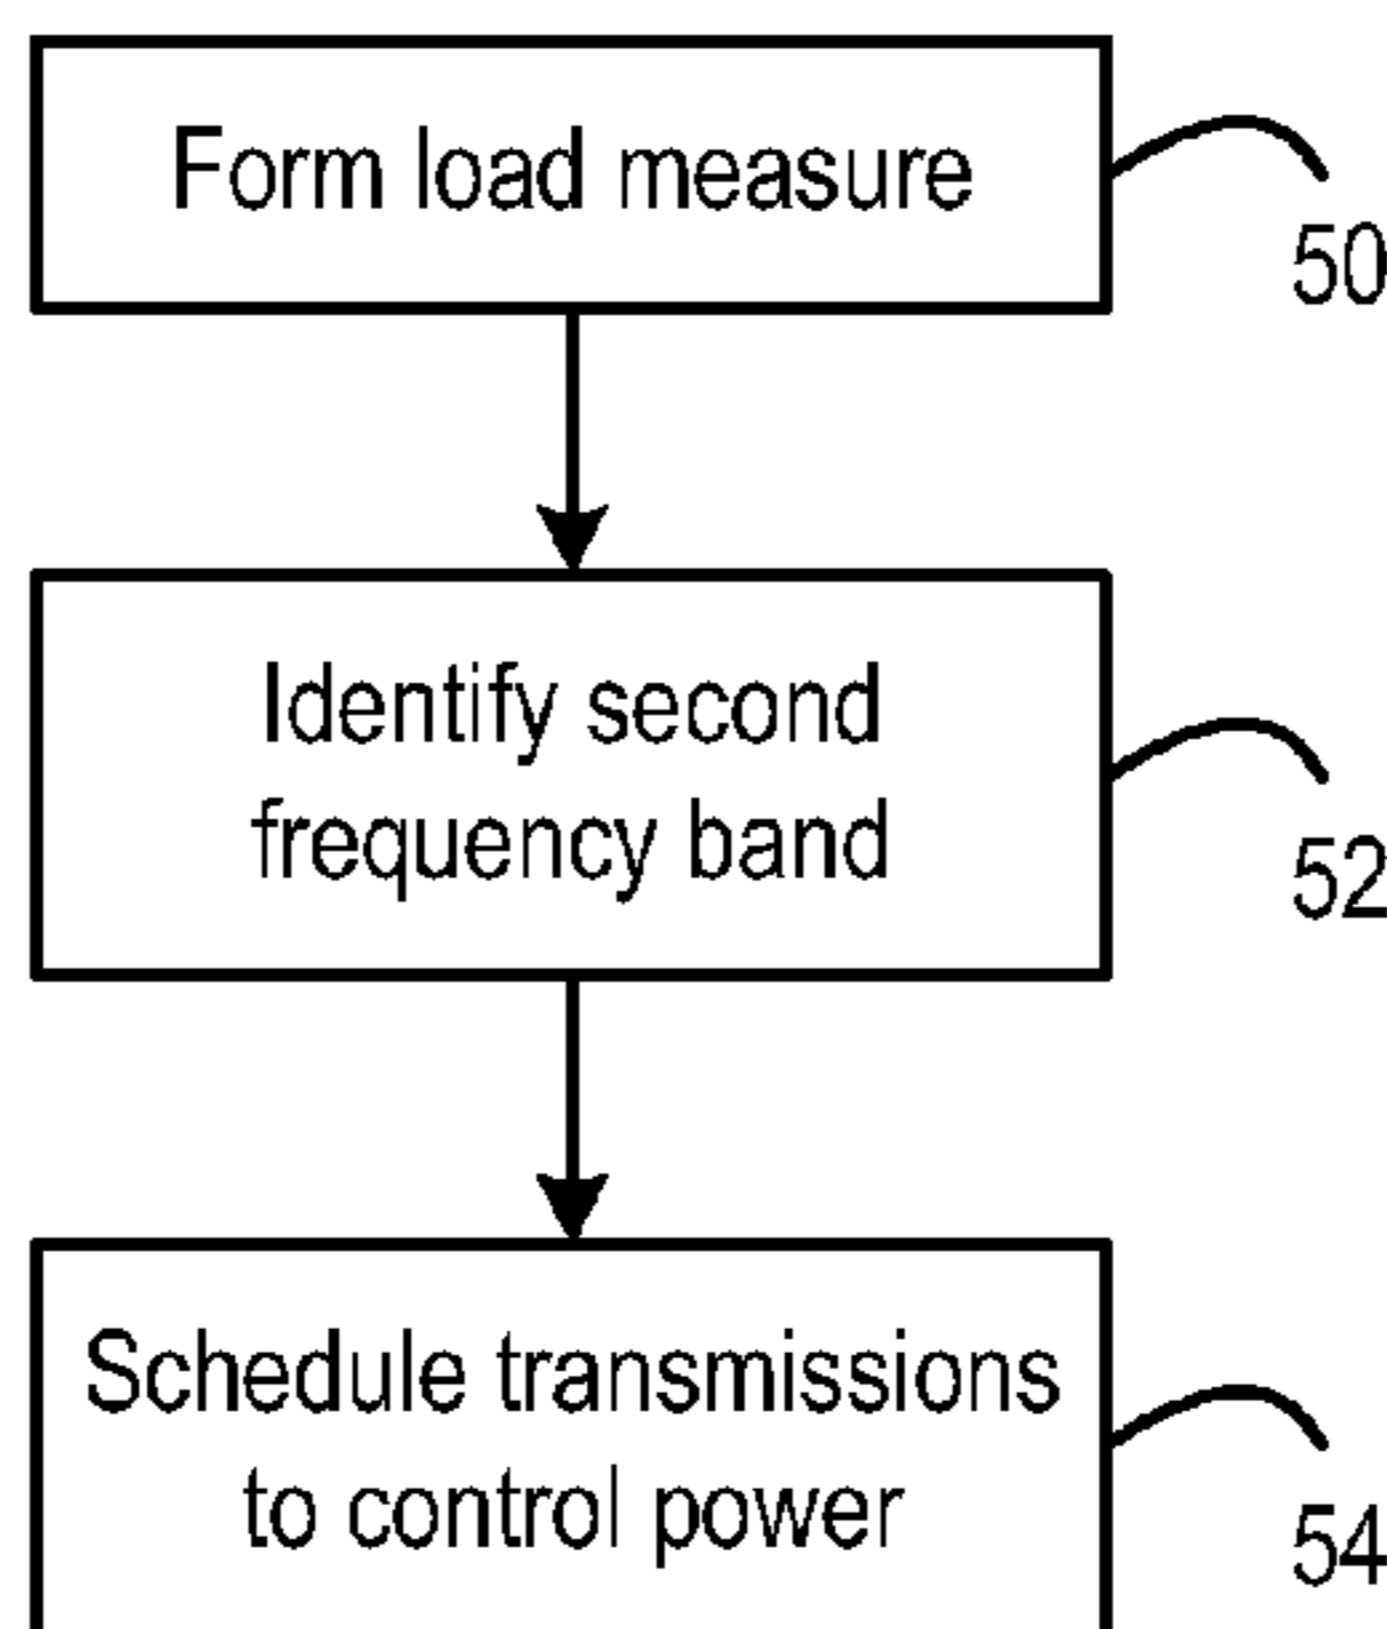 Form load measure
50
Identify second
frequency band
52
Schedule transmissions
to control power
54